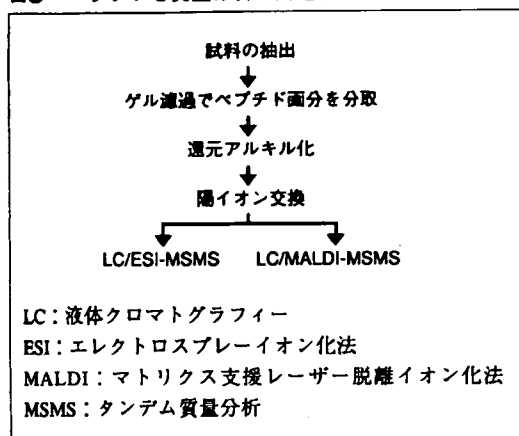 試料の抽出
ゲル濾過でペプチド画分を分取
還元アルキル化
陽イオン交換
LC/ESI-MSMS LC/MALDI-MSMS
LC：液体クロマトグラフィー
ESI：エレクトロスプレーイオン化法
MALDI：マトリクス支援レーザー脱離イオン化法
MSMS：タンデム質量分析